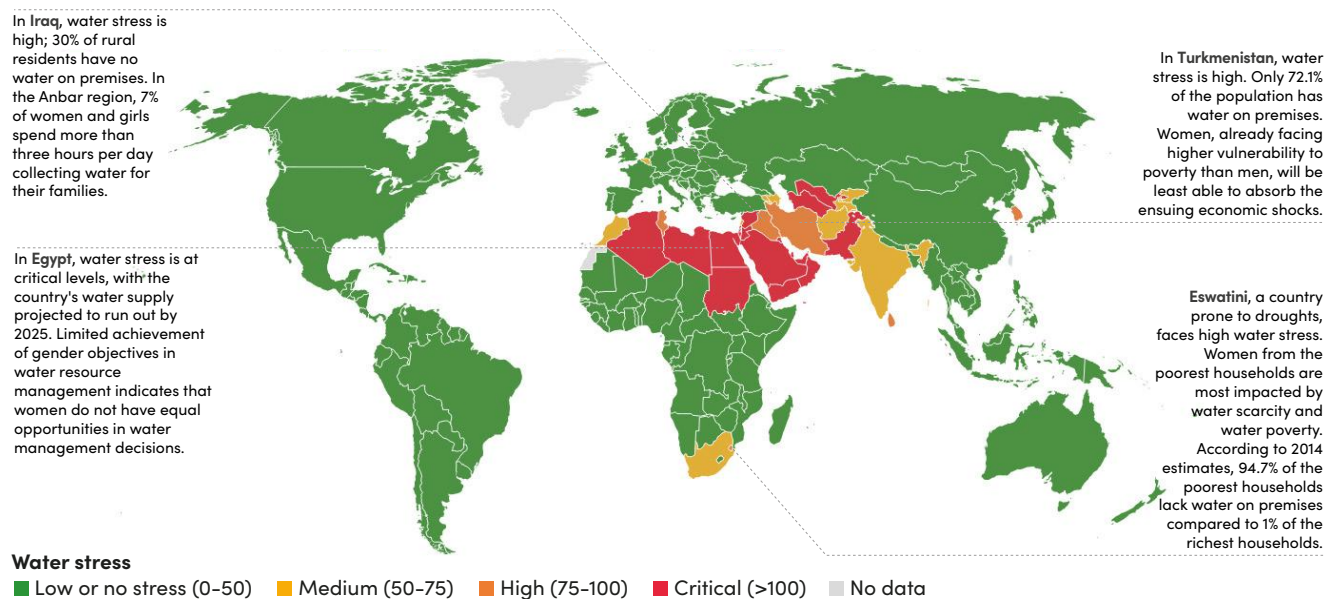 In Iraq, water stress is
high; 30% of rural
residents have no
water on premises. In
the Anbar region, 7%
of women and girls
spend more than
three hours per day
collecting water for
their families.
In Egypt, water stress is at
critical levels, with the
country's water supply
projected to run out by
2025. Limited achievement
of gender objectives in
water resource
management indicates that
women do not have equal
opportunities in water
management decisions.
In Turkmenistan, water
stress is high. Only 72.1%
of the population has
water on premises.
Women, already facing
higher vulnerability to
poverty than men, will be
least able to absorb the
ensuing economic shocks.
Eswatini, a country
prone to droughts,
faces high water stress.
Women from the
poorest households are
most impacted by
water scarcity and
water poverty.
According to 2014
estimates, 94.7% of the
poorest households
lack water on premises
compared to 1% of the
richest households.
Water stress
Low or no stress (0-50) Medium (50-75) High (75-100) Critical (>100) No data